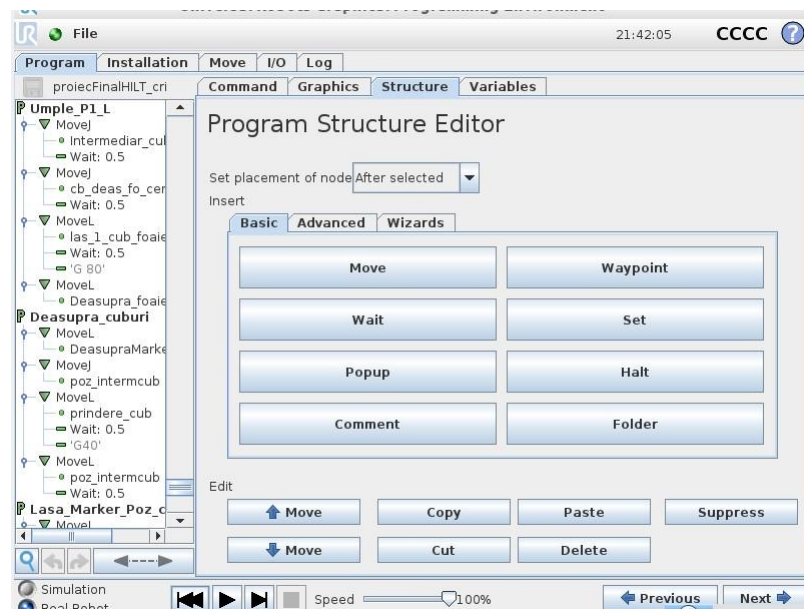 File 21:42:05 CCCC ?
Program Installation Move I/O Log
proiecFinalHILT_cri
Command Graphics Structure Variables
Umple_P1_L
MoveJ
Intermediar_cul
Wait: 0.5
MoveJ
cb_deas_fo_cer
Wait: 0.5
MoveL
las_1_cub_foaie
Wait: 0.5
'G 80'
MoveL
Deasupra_foaie
Deasupra_cuburi
MoveL
DeasupraMarke
MoveJ
poz_intermcub
MoveL
prindere_cub
Wait: 0.5
'G40'
MoveL
poz_intermcub
Wait: 0.5
Lasa_Marker_Poz_c
MoveL
Program Structure Editor
Set placement of node After selected
Insert
Basic Advanced Wizards
Move Waypoint
Wait Set
Popup Halt
Comment Folder
Edit
Move Copy Paste Suppress
Move Cut Delete
Simulation
Real Robot
Speed 100%
Previous Next